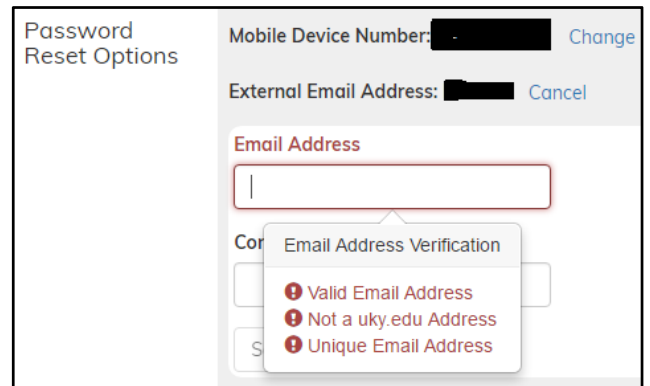 Password
Reset Options
Mobile Device Number: - Change
External Email Address: Cancel
Email Address
Cor
Email Address Verification
Valid Email Address
Not a uky.edu Address
Unique Email Address
S